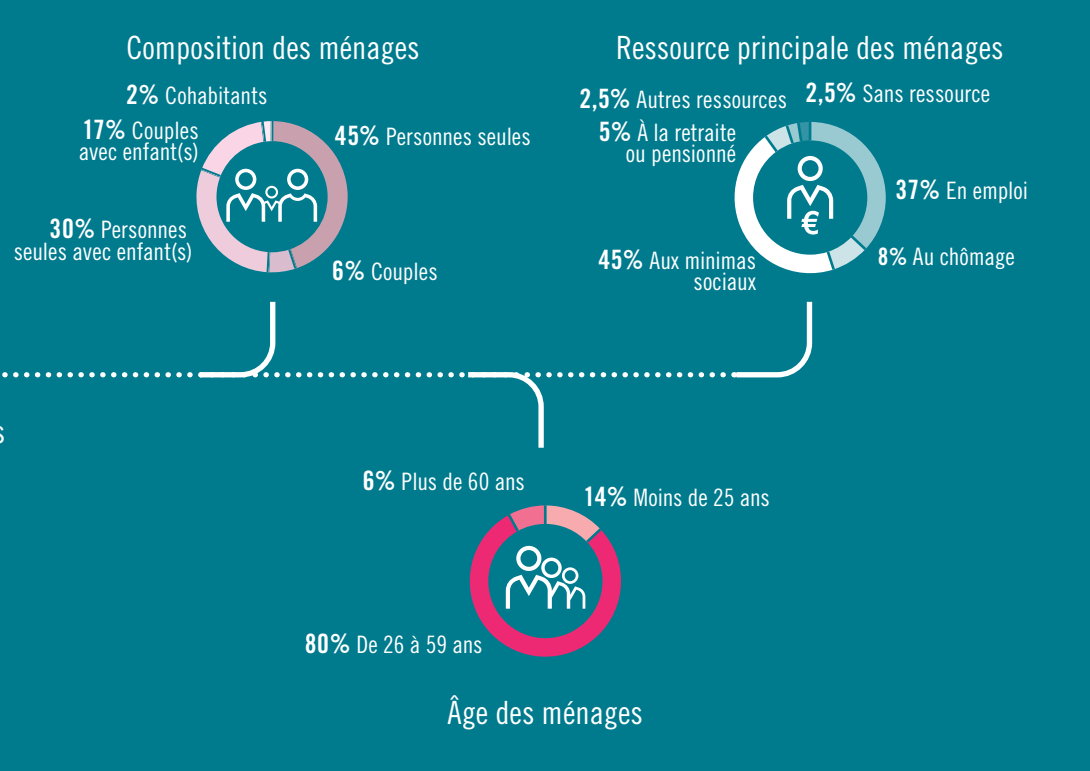 Composition des ménages
2% Cohabitants
17% Couples
avec enfant(s)
45% Personnes seules
30% Personnes
seules avec enfant(s)
6% Couples
Ressource principale des ménages
2,5% Autres ressources
2,5% Sans ressource
5% À la retraite
ou pensionné
37% En emploi
45% Aux minimas
sociaux
8% Au chômage
€
s
6% Plus de 60 ans
14% Moins de 25 ans
80% De 26 à 59 ans
Âge des ménages